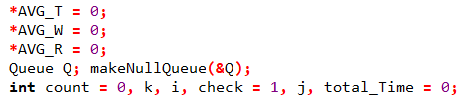 *AVG_T = 0;
*AVG_W = 0;
*AVG_R = 0;
Queue Q; makeNullQueue(&Q);
int count = 0, k, i, check = 1, j, total_Time = 0;